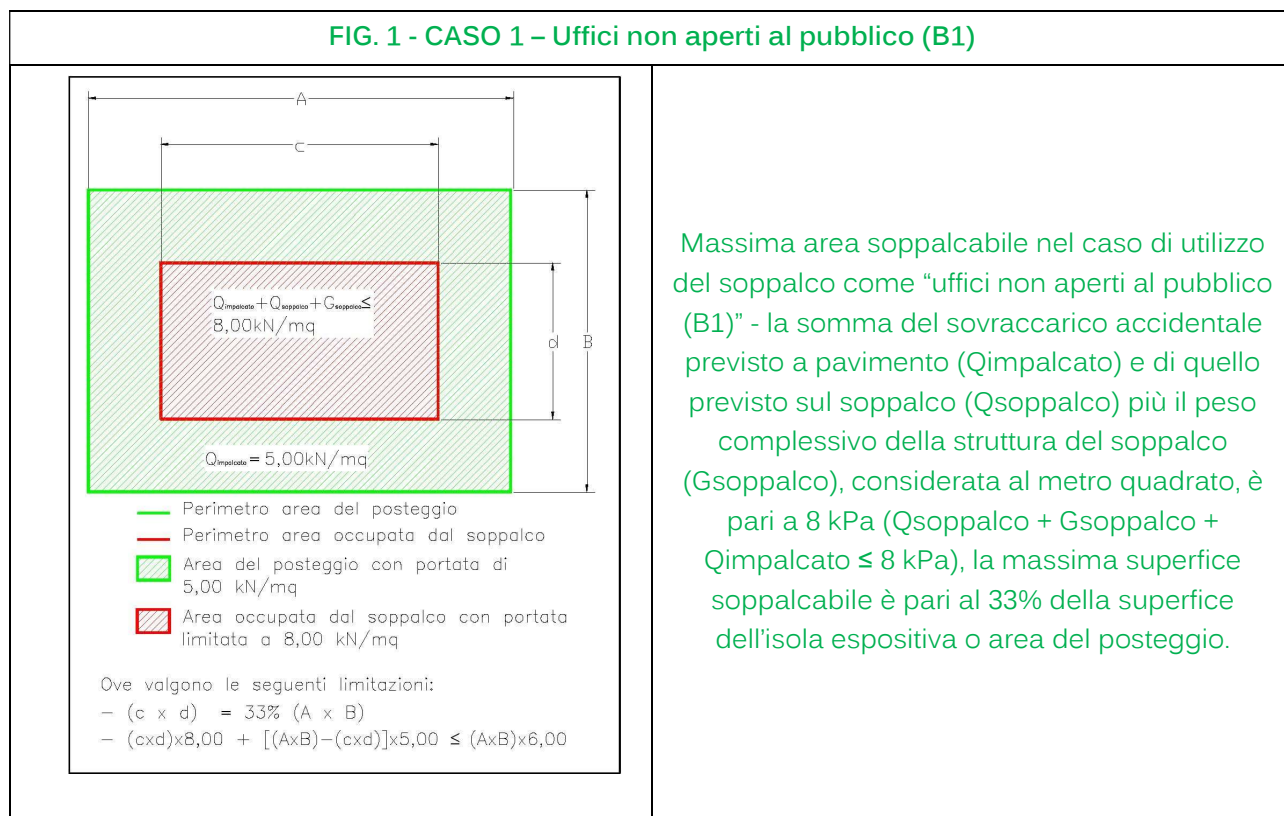 FIG. 1 - CASO 1 – Uffici non aperti al pubblico (B1)
A
c
Qimpalcato+Qsoppalco+Gsoppalco≤
8,00kN/mq
d
B
Qimpalcato = 5,00kN/mq
Perimetro area del posteggio
Perimetro area occupata dal soppalco
Area del posteggio con portata di
5,00 kN/mq
Area occupata dal soppalco con portata
limitata a 8,00 kN/mq
Ove valgono le seguenti limitazioni:
– (c x d) = 33% (A x B)
– (cxd)x8,00 + [(AxB)–(cxd)]x5,00 ≤ (AxB)x6,00
Massima area soppalcabile nel caso di utilizzo
del soppalco come “uffici non aperti al pubblico
(B1)” - la somma del sovraccarico accidentale
previsto a pavimento (Qimpalcato) e di quello
previsto sul soppalco (Qsoppalco) più il peso
complessivo della struttura del soppalco
(Gsoppalco), considerata al metro quadrato, è
pari a 8 kPa (Qsoppalco + Gsoppalco +
Qimpalcato ≤ 8 kPa), la massima superfice
soppalcabile è pari al 33% della superfice
dell'isola espositiva o area del posteggio.